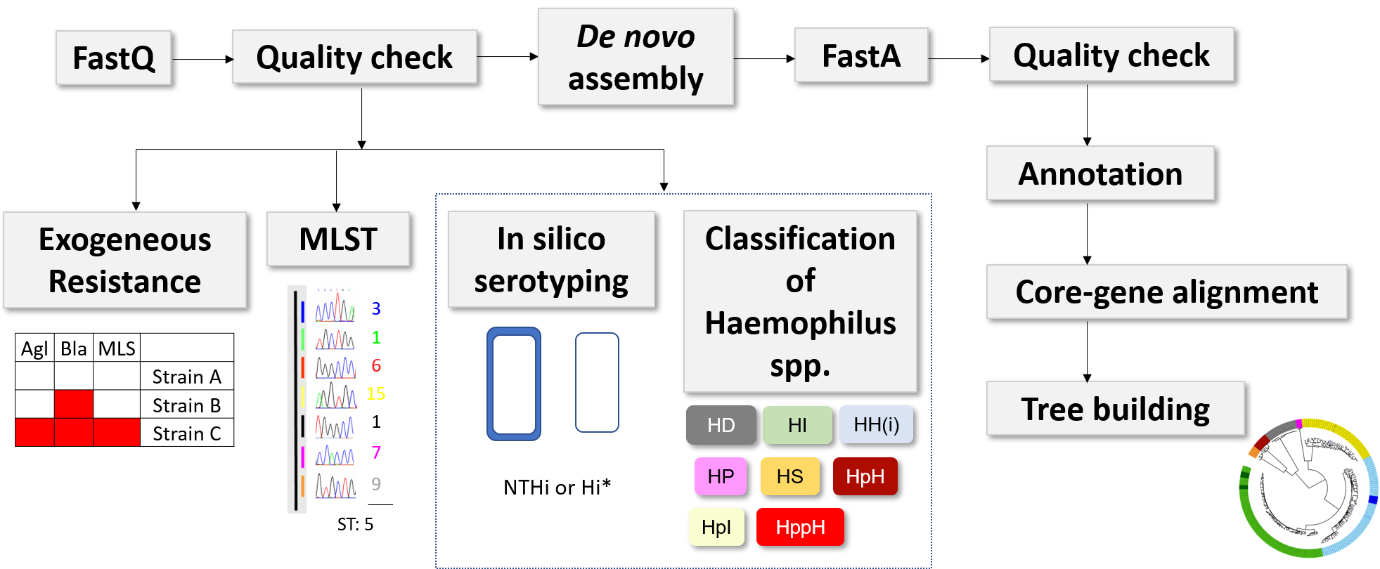 FastQ
Quality check
De novo
assembly
FastA
Quality check
Annotation
Core-gene alignment
Tree building
Exogeneous
Resistance
Agl Bla MLS
Strain A
Strain B
Strain C
MLST
3
1
6
15
1
7
9
ST: 5
In silico
serotyping
NTHi or Hi*
Classification
of
Haemophilus
spp.
HD HI HH(i)
HP HS HpH
HpI HppH